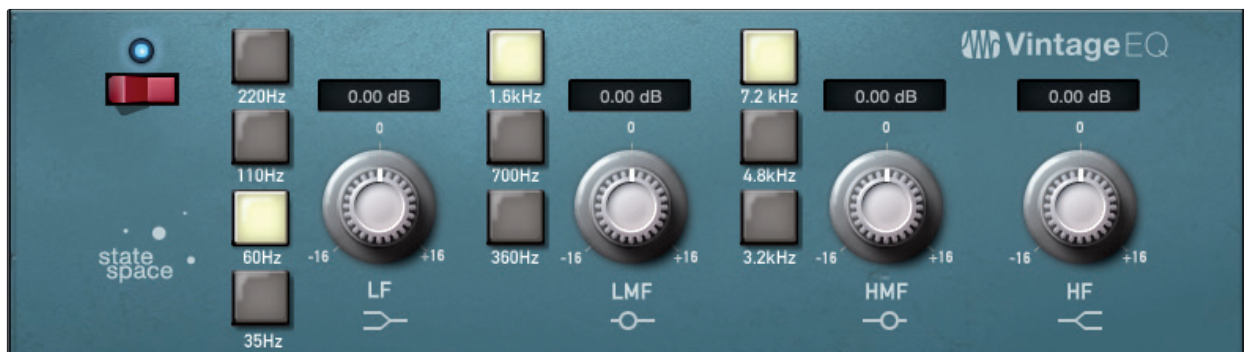 VintageEQ
220Hz
110Hz
60Hz
35Hz
0.00 dB
0
-16
+16
LF
1.6kHz
700Hz
360Hz
0.00 dB
0
-16
+16
LMF
7.2 kHz
4.8kHz
3.2kHz
0.00 dB
0
-16
+16
HMF
0.00 dB
0
-16
+16
HF
state
space